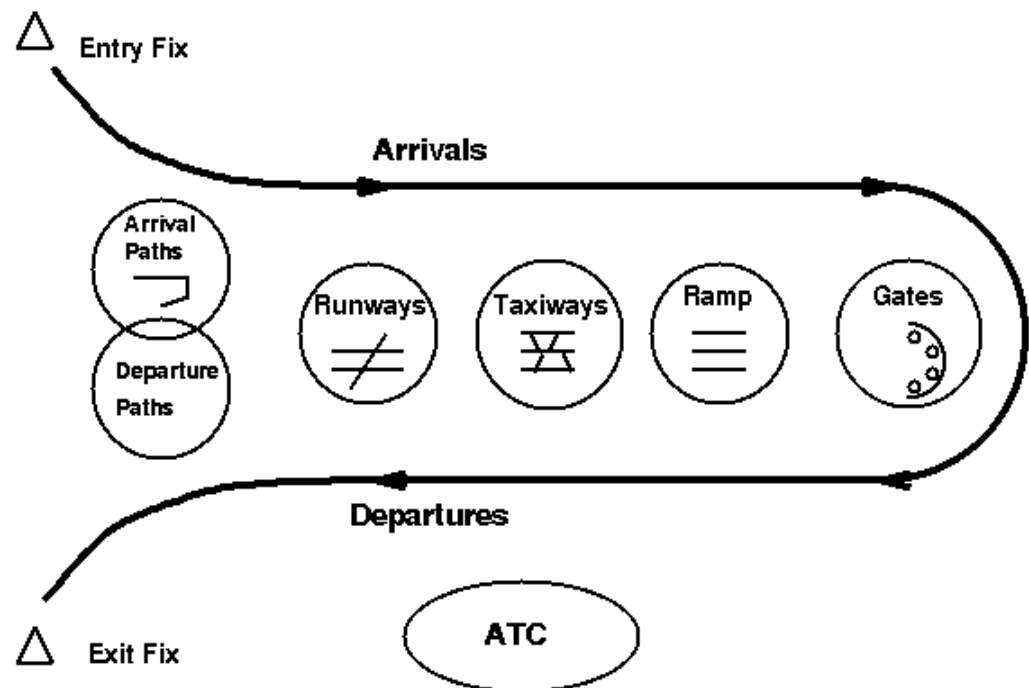 Entry Fix
Arrivals
Arrival
Paths
Runways
Taxiways
Ramp
Gates
Departure
Paths
Departures
ATC
Exit Fix